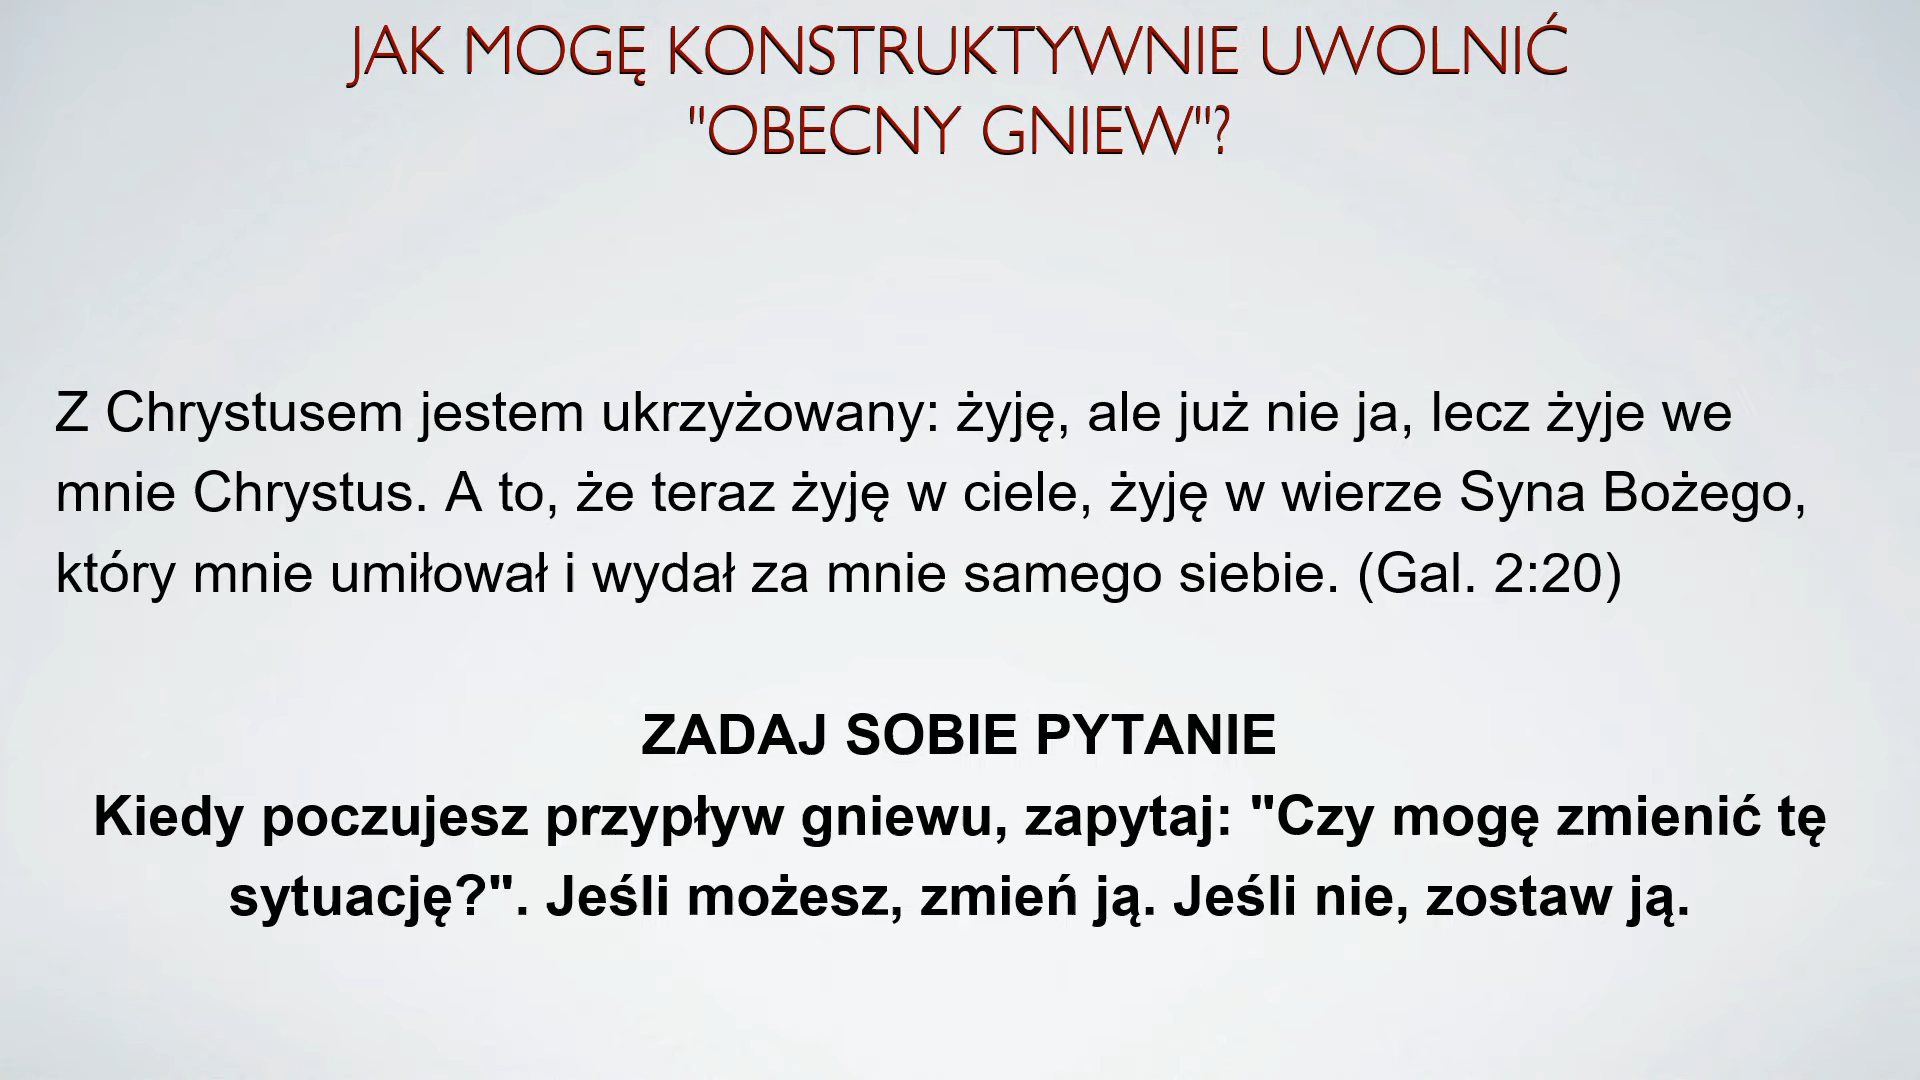 JAK MOGĘ KONSTRUKTYWNIE UWOLNIĆ
"OBECNY GNIEW"?
Z Chrystusem jestem ukrzyżowany: żyję, ale już nie ja, lecz żyje we
mnie Chrystus. A to, że teraz żyję w ciele, żyję w wierze Syna Bożego,
który mnie umiłował i wydał za mnie samego siebie. (Gal. 2:20)
ZADAJ SOBIE PYTANIE
Kiedy poczujesz przypływ gniewu, zapytaj: "Czy mogę zmienić tę
sytuację?". Jeśli możesz, zmień ją. Jeśli nie, zostaw ją.